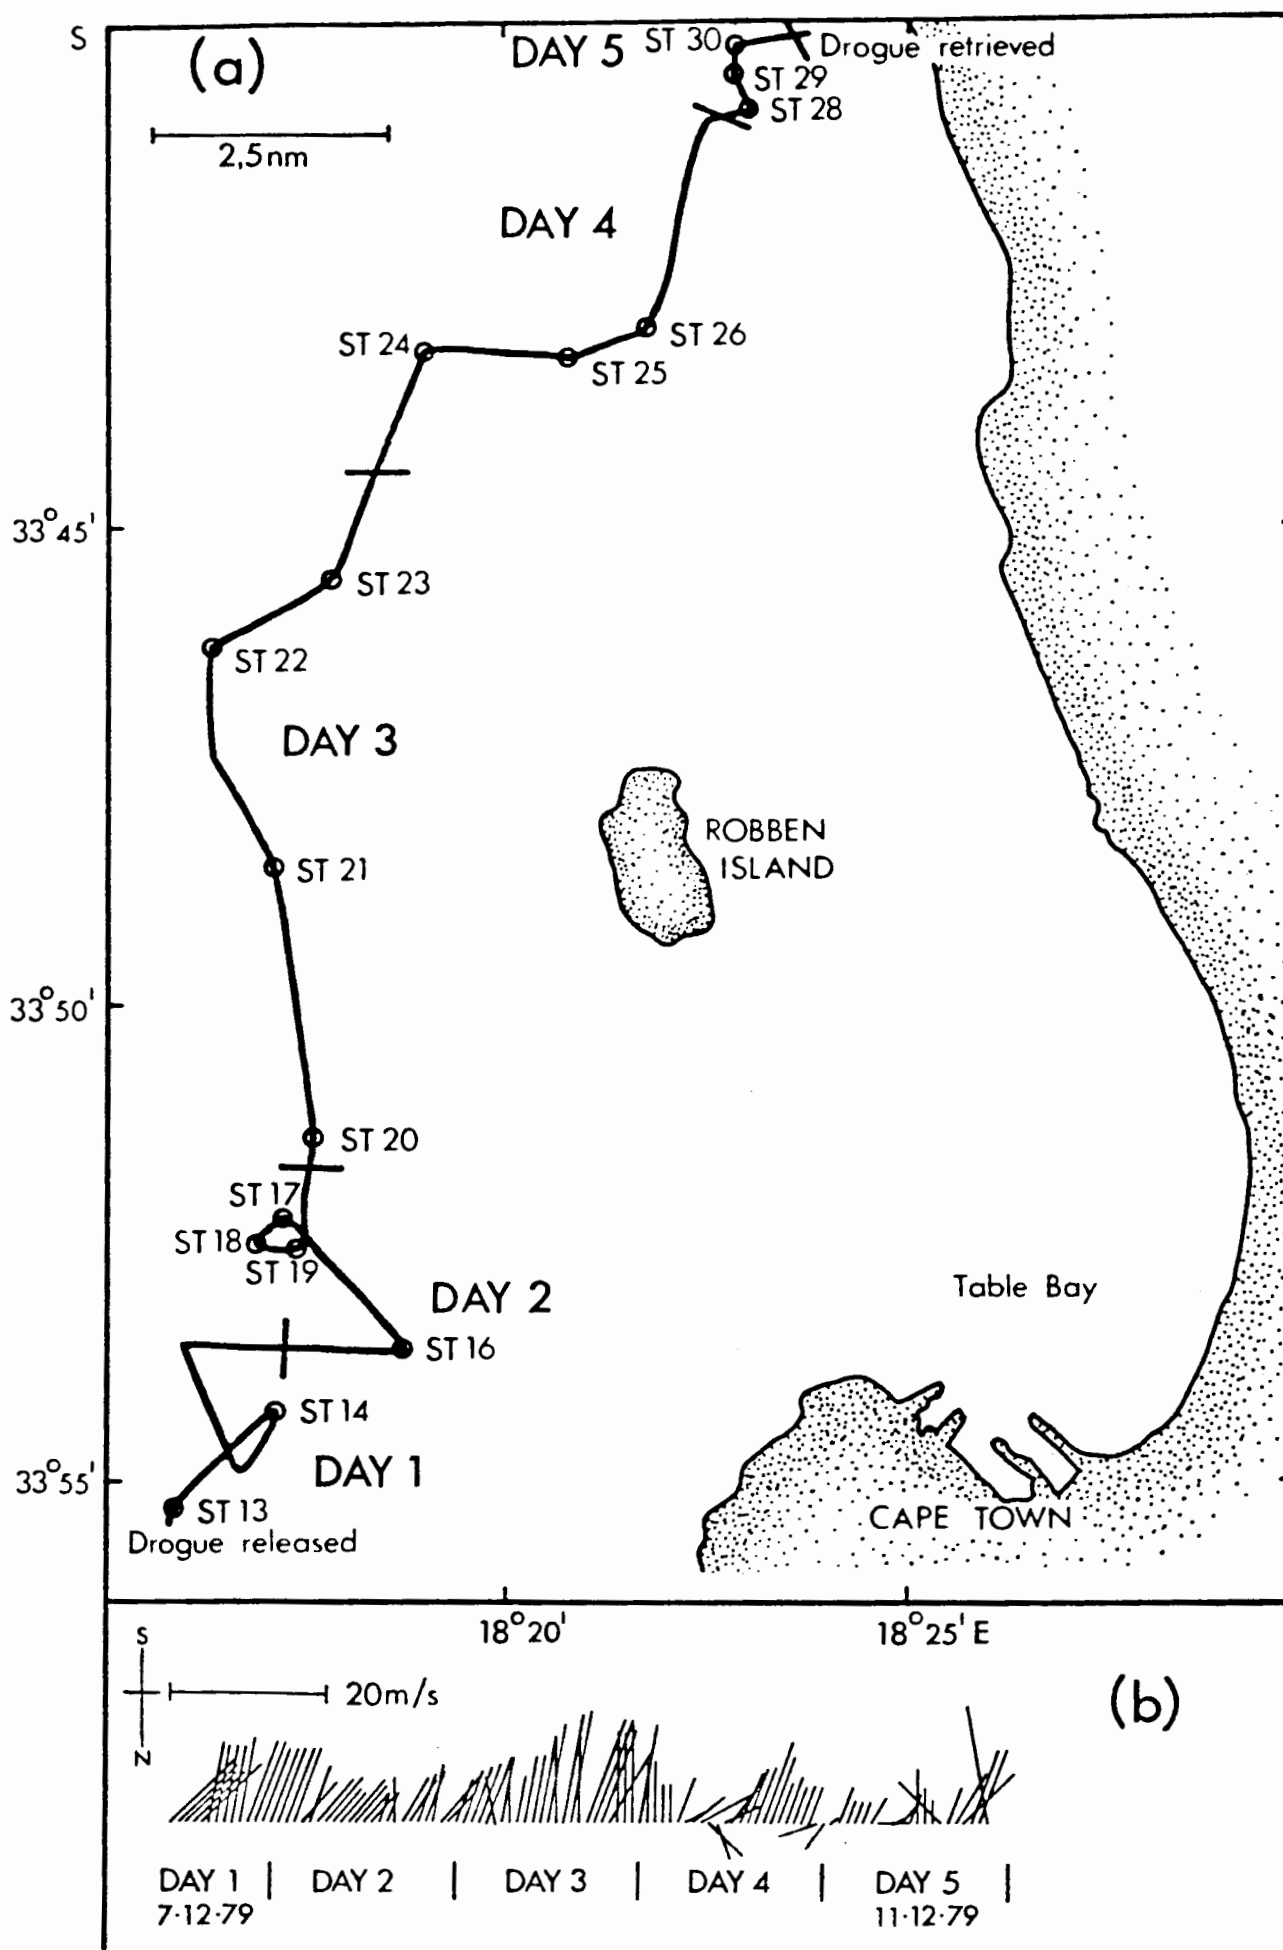 S
(a)
DAY 5
ST 30
Drogue retrieved
ST 29
ST 28
2,5nm
DAY 4
ST 24
ST 26
ST 25
33°45'
ST 23
ST 22
DAY 3
ROBBEN
ISLAND
ST 21
33°50'
ST 20
ST 17
ST 18
ST 19
Table Bay
DAY 2
ST 16
ST 14
DAY 1
33°55'
ST 13
CAPE TOWN
Drogue released
18°20'
18°25'E
S
20m/s
(b)
N
DAY 1 | DAY 2 | DAY 3 | DAY 4 | DAY 5 |
7·12·79
11·12·79